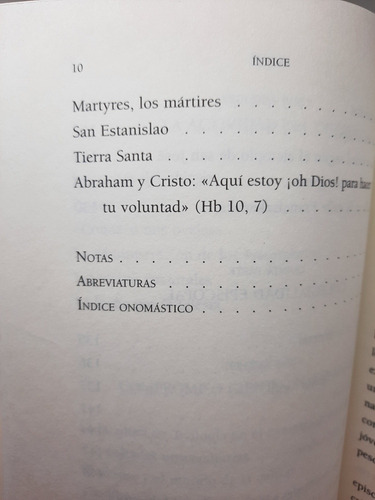 10 ÍNDICE
Martyres, los mártires . . . . . . . . . .
San Estanislao . . . . . . . . . . . .
Tierra Santa . . . . . . . . . . . . .
Abraham y Cristo: «Aquí estoy ¡oh Dios! para hacer
tu voluntad» (Hb 10, 7) . . . . . .
NOTAS . . . . . . . . . . . . . .
ABREVIATURAS . . . . . . . . . . . .
ÍNDICE ONOMÁSTICO . . . . . . . . . .